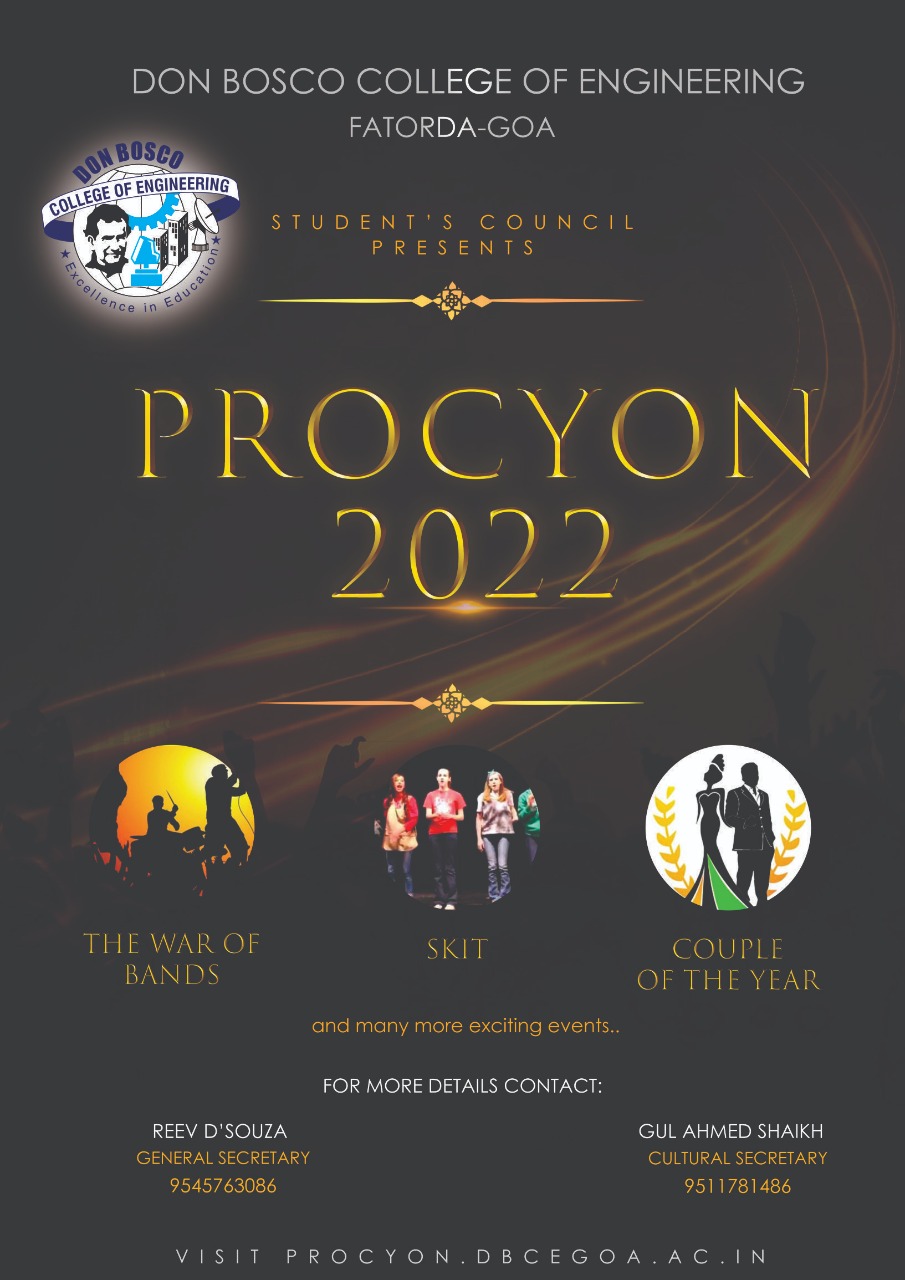 DON BOSCO COLLEGE OF ENGINEERING
FATORDA-GOA
DON BOSCO
COLLEGE OF ENGINEERING
★ Excellence in Education ★
STUDENT'S COUNCIL
PRESENTS
PROCYON
2022
THE WAR OF
BANDS
SKIT
COUPLE
OF THE YEAR
and many more exciting events..
FOR MORE DETAILS CONTACT:
REEV D'SOUZA
GENERAL SECRETARY
9545763086
GUL AHMED SHAIKH
CULTURAL SECRETARY
9511781486
VISIT PROCYON.DBCEGOA.AC.IN